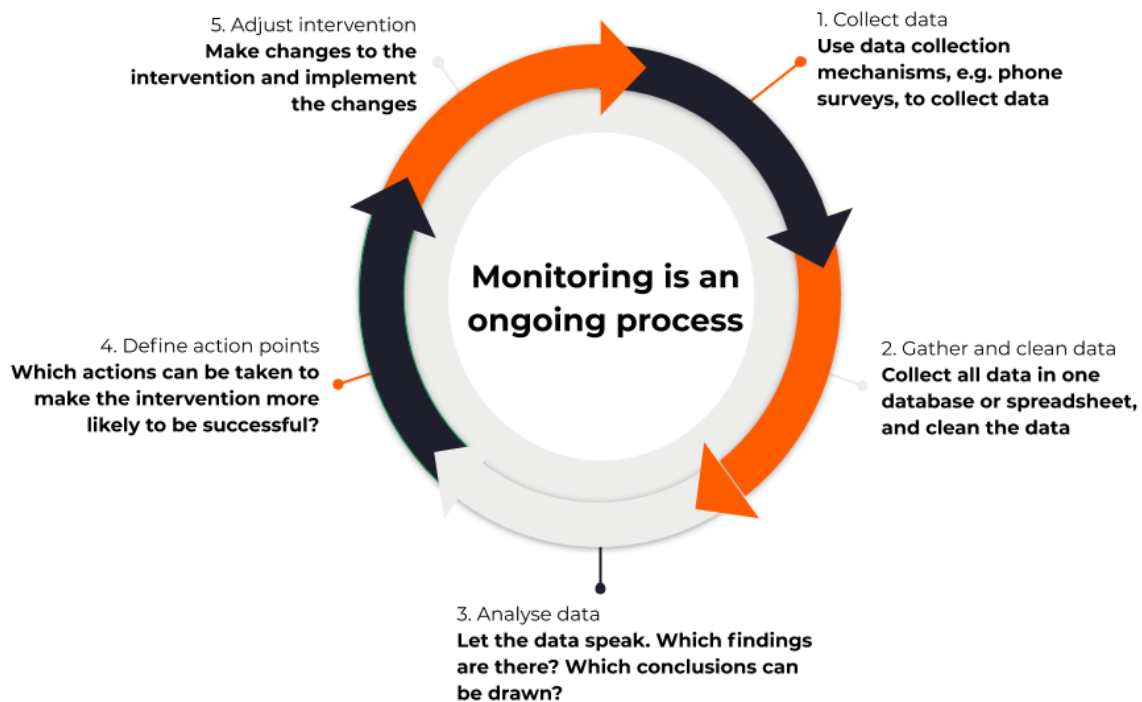 Monitoring is an
ongoing process
1. Collect data
Use data collection
mechanisms, e.g. phone
surveys, to collect data
2. Gather and clean data
Collect all data in one
database or spreadsheet,
and clean the data
3. Analyse data
Let the data speak. Which findings
are there? Which conclusions can
be drawn?
4. Define action points
Which actions can be taken to
make the intervention more
likely to be successful?
5. Adjust intervention
Make changes to the
intervention and implement
the changes